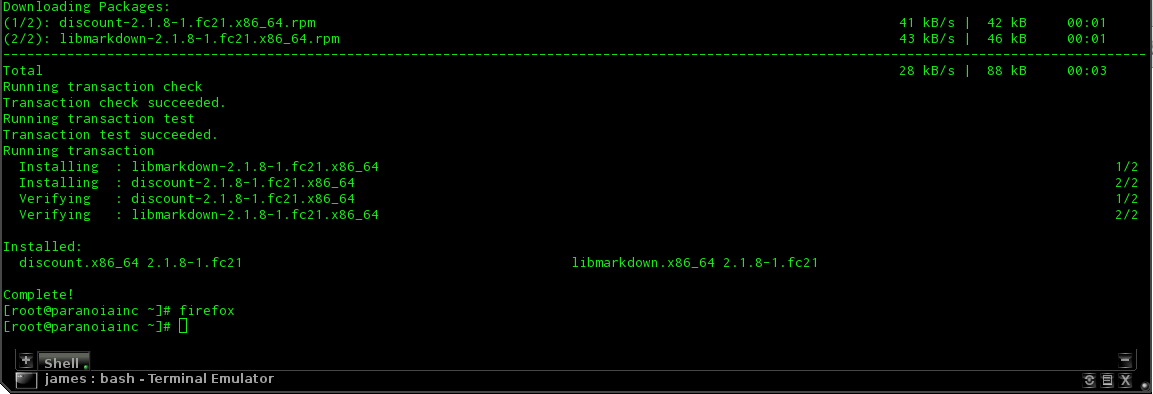 Downloading Packages:
(1/2): discount-2.1.8-1.fc21.x86_64.rpm 41 kB/s | 42 kB 00:01
(2/2): libmarkdown-2.1.8-1.fc21.x86_64.rpm 43 kB/s | 46 kB 00:01
--------------------------------------------------------------------------------
Total 28 kB/s | 88 kB 00:03
Running transaction check
Transaction check succeeded.
Running transaction test
Transaction test succeeded.
Running transaction
Installing : libmarkdown-2.1.8-1.fc21.x86_64 1/2
Installing : discount-2.1.8-1.fc21.x86_64 2/2
Verifying : discount-2.1.8-1.fc21.x86_64 1/2
Verifying : libmarkdown-2.1.8-1.fc21.x86_64 2/2
Installed:
discount.x86_64 2.1.8-1.fc21 libmarkdown.x86_64 2.1.8-1.fc21
Complete!
[root@paranoiainc ~]# firefox
[root@paranoiainc ~]#
Shell
james : bash - Terminal Emulator